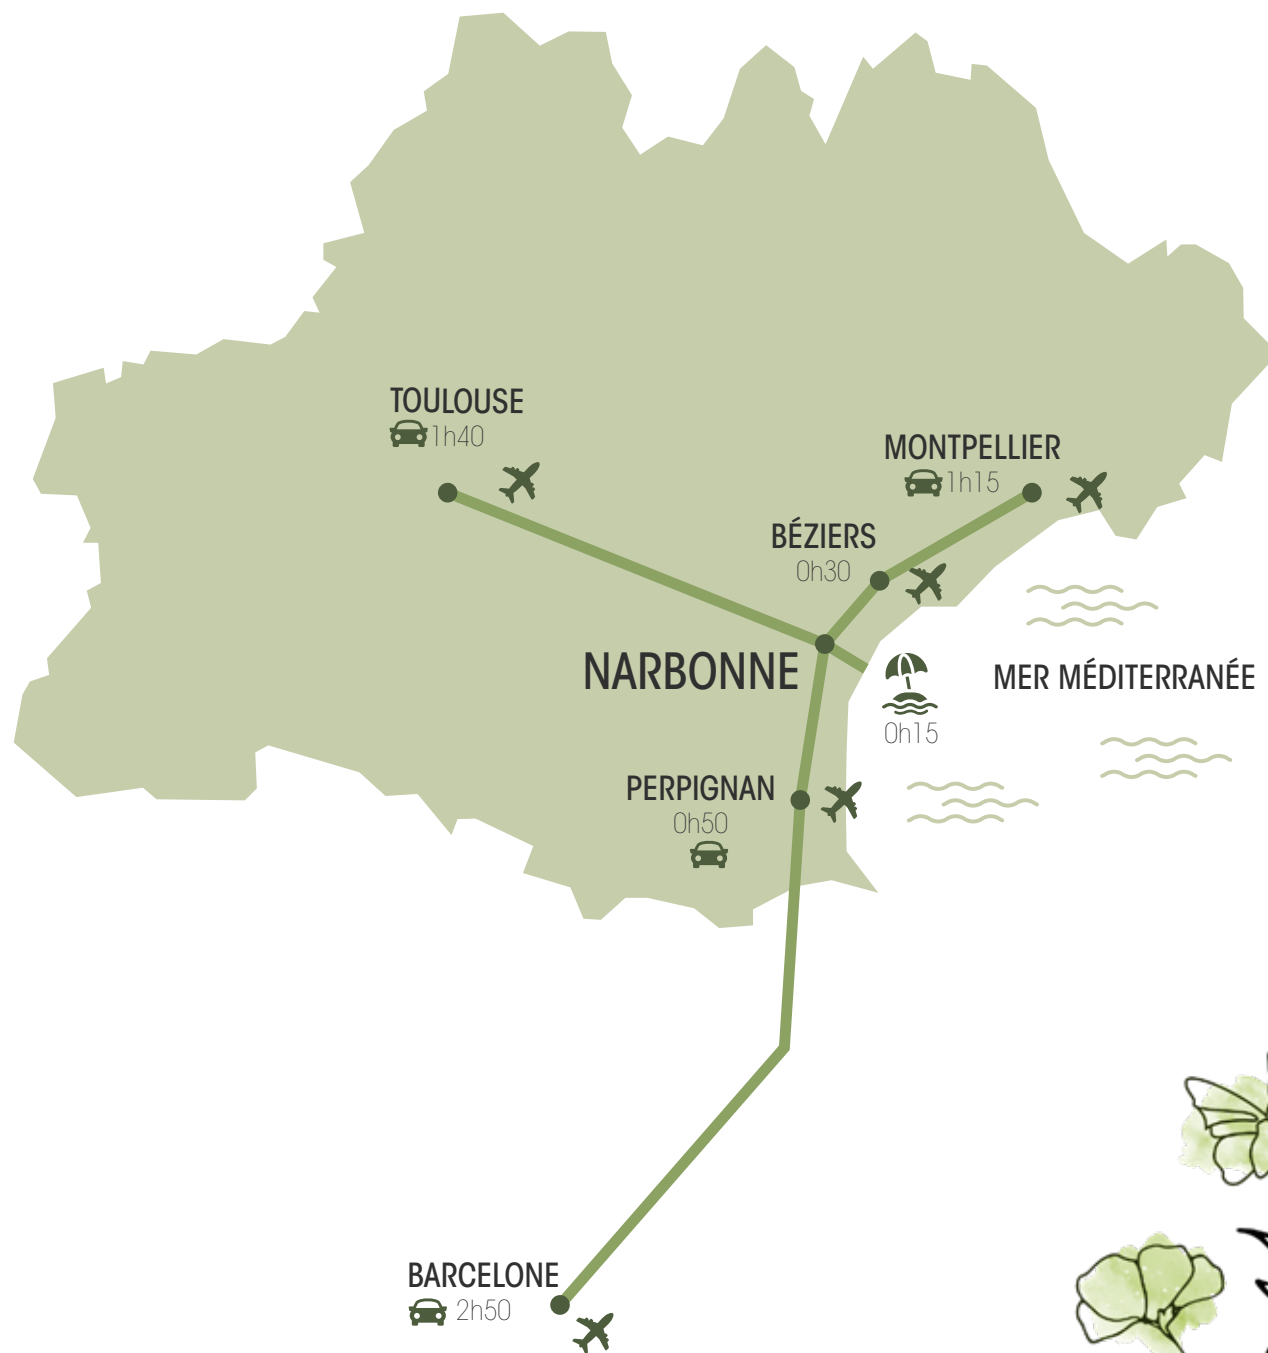 TOULOUSE
1h40
MONTPELLIER
1h15
BÉZIERS
0h30
NARBONNE
MER MÉDITERRANÉE
0h15
PERPIGNAN
0h50
BARCELONE
2h50